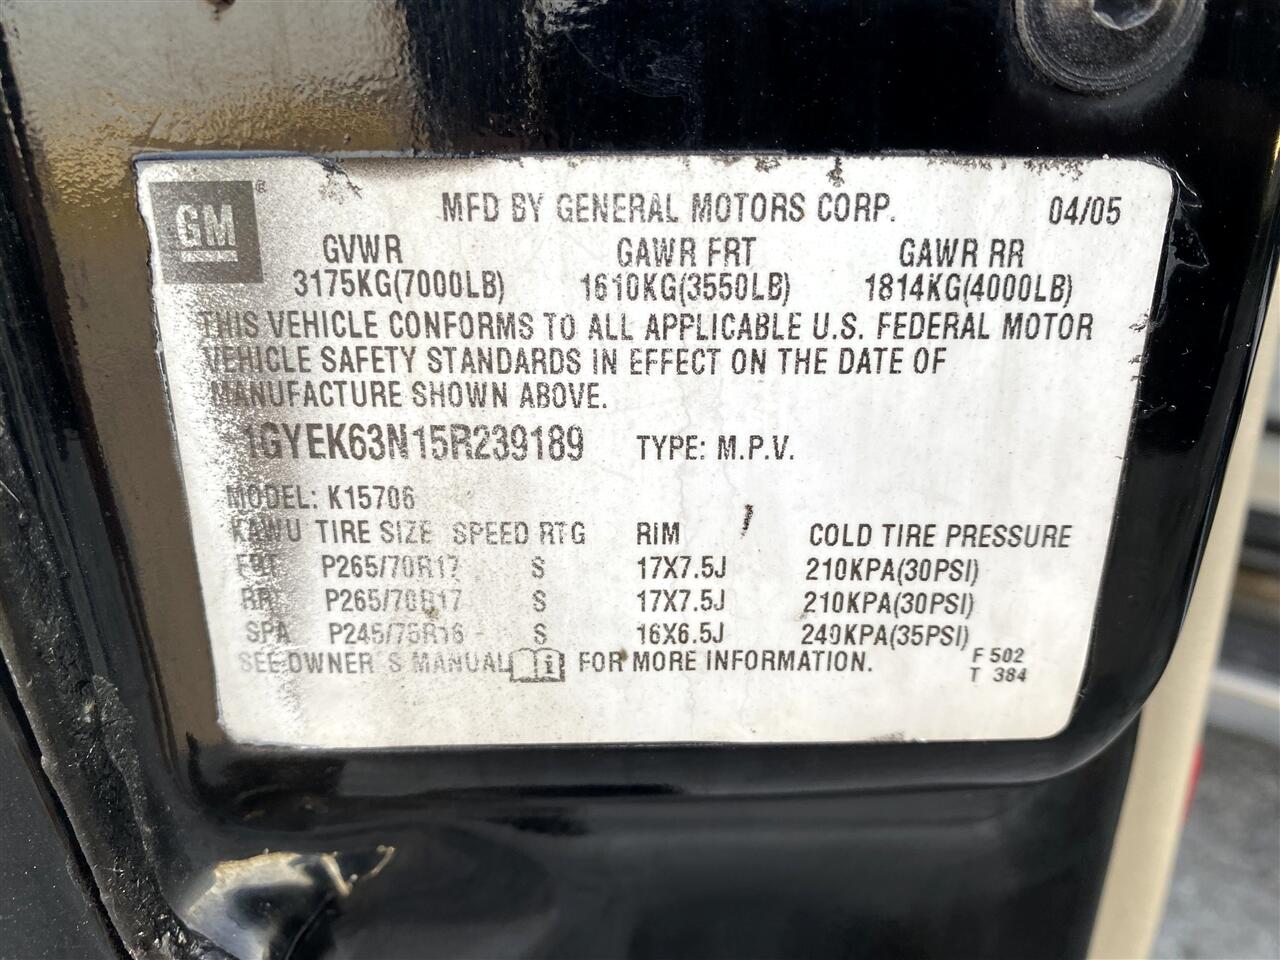 GM ® MFD BY GENERAL MOTORS CORP. 04/05
GVWR GAWR FRT GAWR RR
3175KG(7000LB) 1610KG(3550LB) 1814KG(4000LB)
THIS VEHICLE CONFORMS TO ALL APPLICABLE U.S. FEDERAL MOTOR
VEHICLE SAFETY STANDARDS IN EFFECT ON THE DATE OF
MANUFACTURE SHOWN ABOVE.
1GYEK63N15R239189 TYPE: M.P.V.
MODEL: K15706
KAWU TIRE SIZE SPEED RTG RIM COLD TIRE PRESSURE
FRT P265/70R17 S 17X7.5J 210KPA(30PSI)
RR P265/70R17 S 17X7.5J 210KPA(30PSI)
SPA P245/75R16 S 16X6.5J 240KPA(35PSI)
SEE OWNER'S MANUAL FOR MORE INFORMATION. F 502
T 384